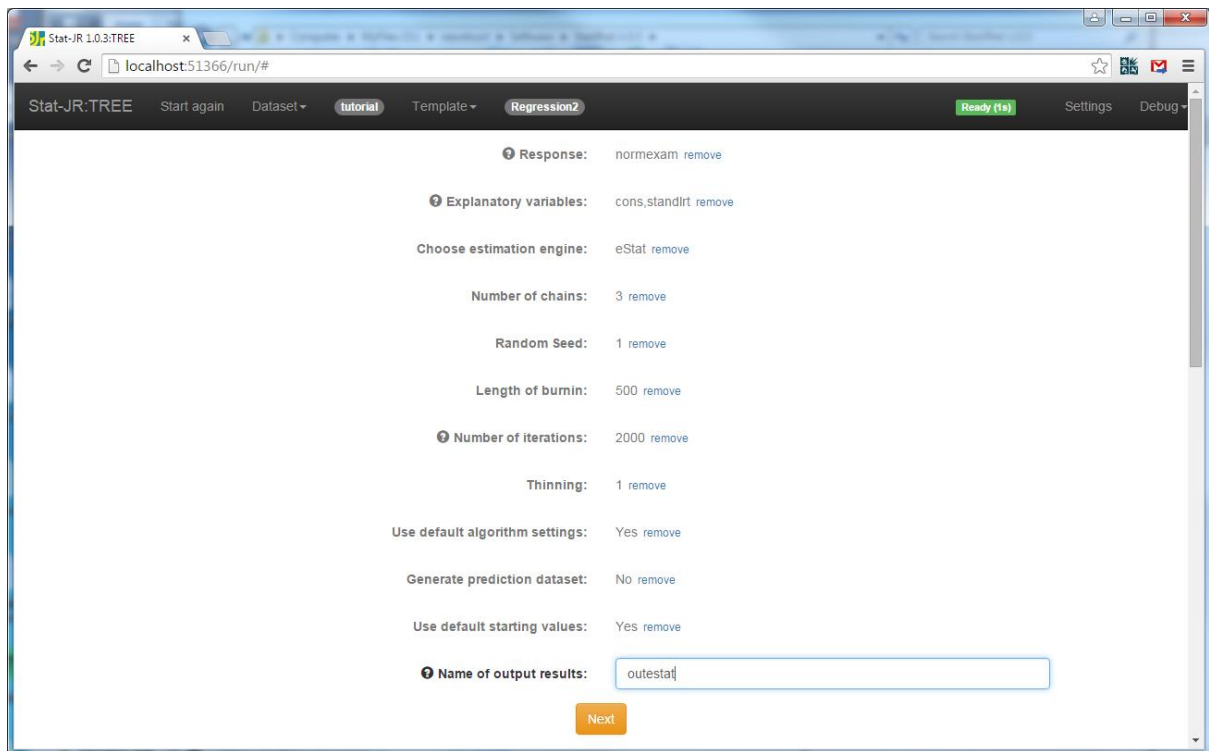 Stat-JR 1.0.3:TREE
localhost:51366/run/#
Stat-JR:TREE Start again Dataset tutorial Template Regression2 Ready (1s) Settings Debug
Response: normexam remove
Explanatory variables: cons,standlrt remove
Choose estimation engine: eStat remove
Number of chains: 3 remove
Random Seed: 1 remove
Length of burnin: 500 remove
Number of iterations: 2000 remove
Thinning: 1 remove
Use default algorithm settings: Yes remove
Generate prediction dataset: No remove
Use default starting values: Yes remove
Name of output results: outestat
Next